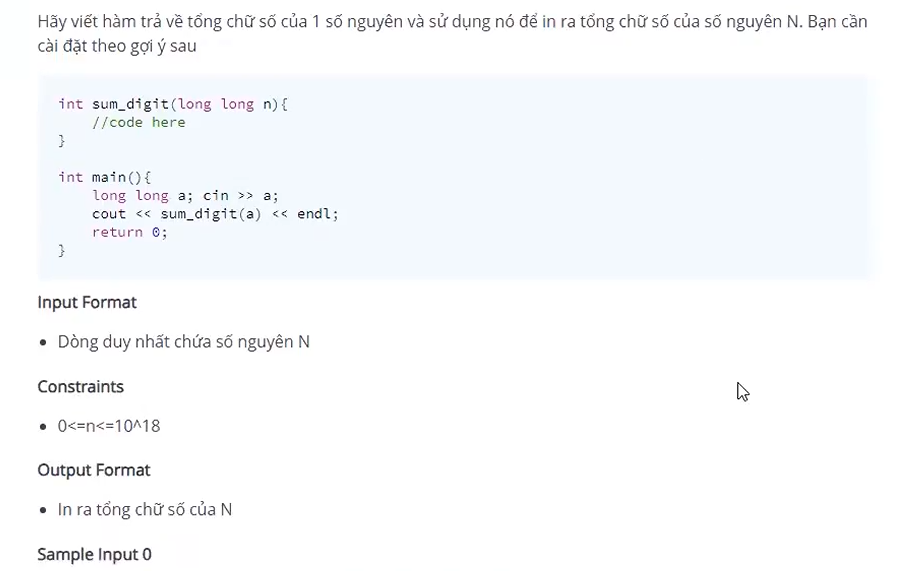 Hãy viết hàm trả về tổng chữ số của 1 số nguyên và sử dụng nó để in ra tổng chữ số của số nguyên N. Bạn cần
cài đặt theo gợi ý sau
int sum_digit(long long n){
    //code here
}
int main(){
    long long a; cin >> a;
    cout << sum_digit(a) << endl;
    return 0;
}
Input Format
• Dòng duy nhất chứa số nguyên N
Constraints
• 0<=n<=10^18
Output Format
• In ra tổng chữ số của N
Sample Input 0